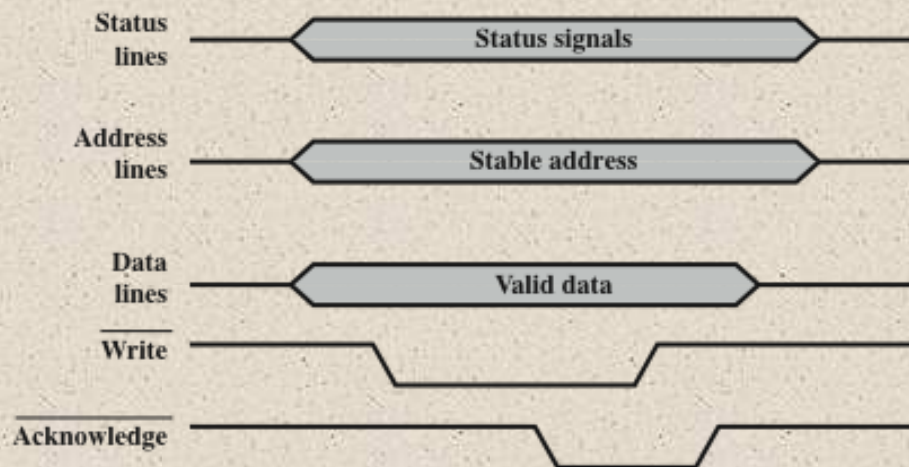 Status
lines
Status signals
Address
lines
Stable address
Data
lines
Valid data
Write
Acknowledge